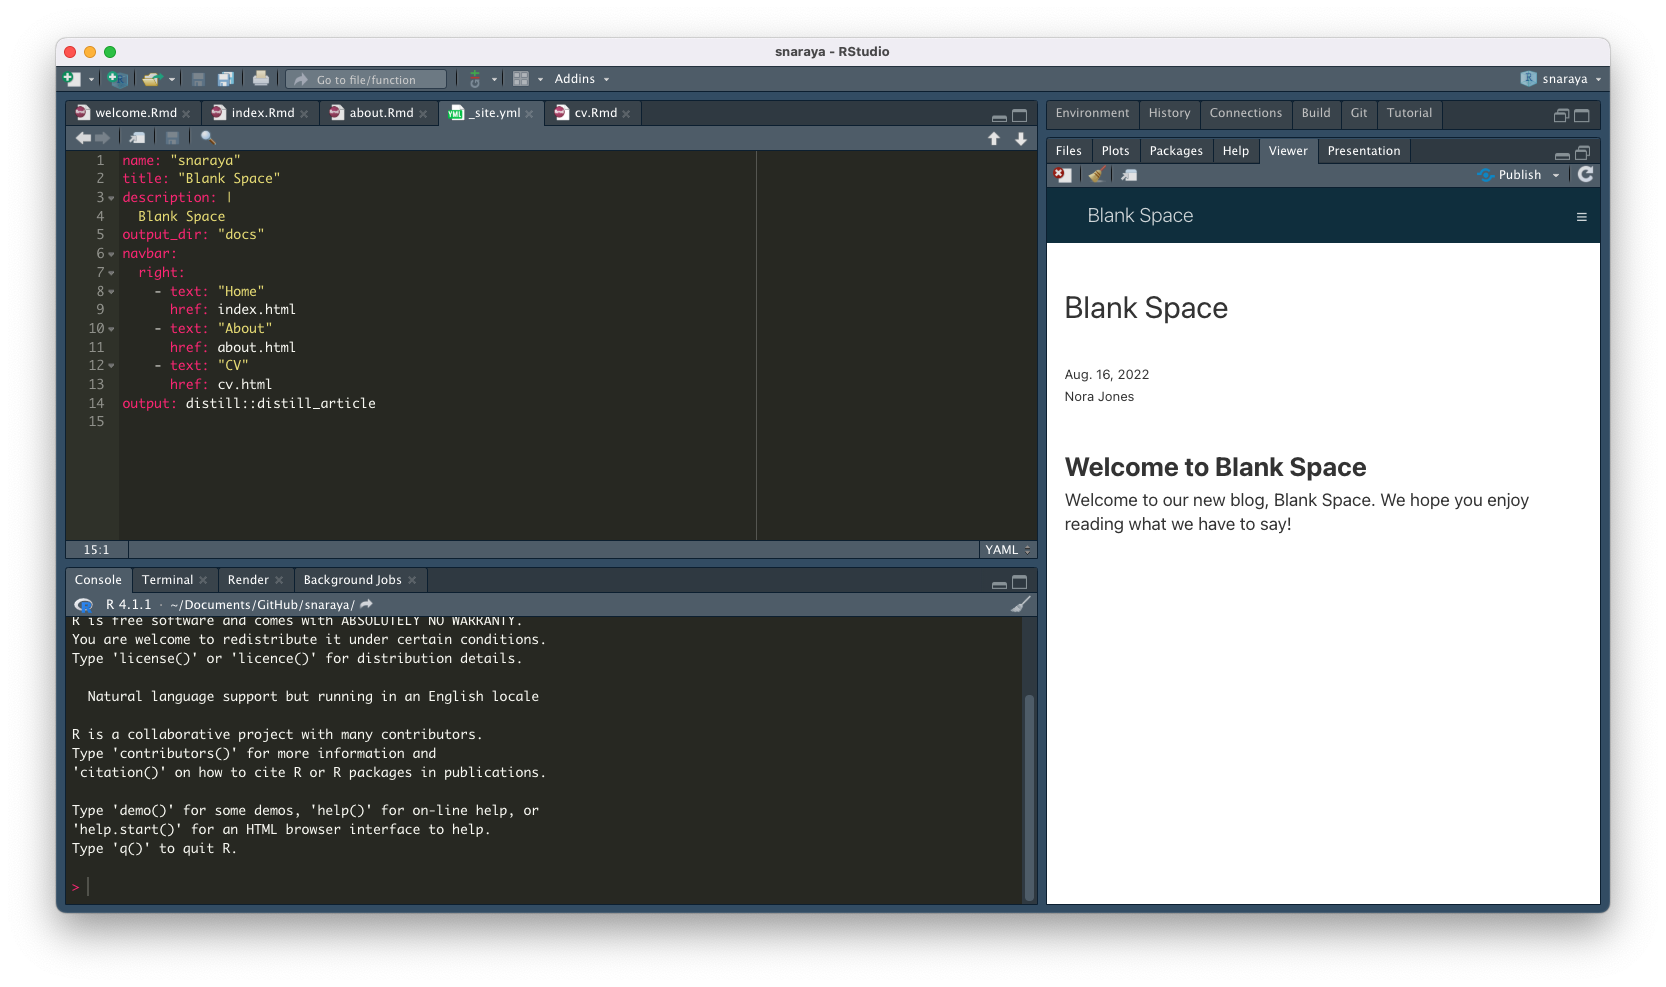 snaraya - RStudio
Go to file/function
Addins
snaraya
welcome.Rmd
index.Rmd
about.Rmd
_site.yml
cv.Rmd
1 name: "snaraya"
2 title: "Blank Space"
3 description: |
4 Blank Space
5 output_dir: "docs"
6 navbar:
7 right:
8 - text: "Home"
9 href: index.html
10 - text: "About"
11 href: about.html
12 - text: "CV"
13 href: cv.html
14 output: distill::distill_article
15
15:1
YAML
Console
Terminal
Render
Background Jobs
R 4.1.1 · ~/Documents/GitHub/snaraya/
R is free software and comes with ABSOLUTELY NO WARRANTY.
You are welcome to redistribute it under certain conditions.
Type 'license()' or 'licence()' for distribution details.
Natural language support but running in an English locale
R is a collaborative project with many contributors.
Type 'contributors()' for more information and
'citation()' on how to cite R or R packages in publications.
Type 'demo()' for some demos, 'help()' for on-line help, or
'help.start()' for an HTML browser interface to help.
Type 'q()' to quit R.
>
Environment
History
Connections
Build
Git
Tutorial
Files
Plots
Packages
Help
Viewer
Presentation
Publish
Blank Space
Blank Space
Aug. 16, 2022
Nora Jones
Welcome to Blank Space
Welcome to our new blog, Blank Space. We hope you enjoy
reading what we have to say!